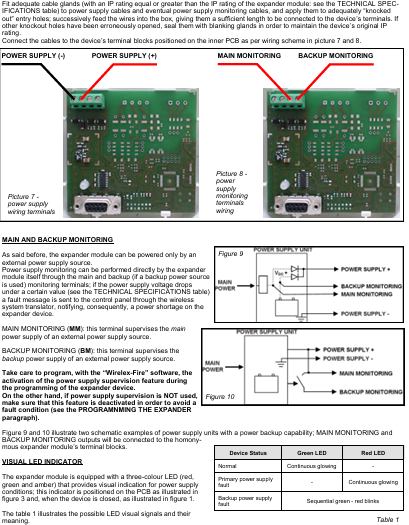 Fit adequate cable glands (with an IP rating equal or greater than the IP rating of the expander module: see the TECHNICAL SPEC-
IFICATIONS table) to power supply cables and eventual power supply monitoring cables, and apply them to adequately "knocked
out" entry holes; successively feed the wires into the box, giving them a sufficient length to be connected to the device's terminals. If
other knockout holes have been erroneously opened, seal them with blanking glands in order to maintain the device's original IP
rating.
Connect the cables to the device's terminal blocks positioned on the inner PCB as per wiring scheme in picture 7 and 8.
POWER SUPPLY (-) POWER SUPPLY (+) MAIN MONITORING BACKUP MONITORING
Picture 7 -
power supply
wiring terminals
Picture 8 -
power
supply
monitoring
terminals
wiring
MAIN AND BACKUP MONITORING
As said before, the expander module can be powered only by an
external power supply source.
Power supply monitoring can be performed directly by the expander
module itself through the main and backup (if a backup power source
is used) monitoring terminals; if the power supply voltage drops
under a certain value (see the TECHNICAL SPECIFICATIONS table)
a fault message is sent to the control panel through the wireless
system translator, notifying, consequently, a power shortage on the
expander device.
MAIN MONITORING (MM): this terminal supervises the main
power supply of an external power supply source.
BACKUP MONITORING (BM): this terminal supervises the
backup power supply of an external power supply source.
Take care to program, with the "Wirelex-Fire" software, the
activation of the power supply supervision feature during
the programming of the expander device.
On the other hand, if power supply supervision is NOT used,
make sure that this feature is deactivated in order to avoid a
fault condition (see the PROGRAMMING THE EXPANDER
paragraph).
Figure 9
POWER SUPPLY UNIT
MAIN
POWER
POWER SUPPLY +
BACKUP MONITORING
MAIN MONITORING
POWER SUPPLY -
POWER SUPPLY UNIT
MAIN
POWER
POWER SUPPLY +
POWER SUPPLY -
MAIN MONITORING
BACKUP MONITORING
Figure 10
Figure 9 and 10 illustrate two schematic examples of power supply units with a power backup capability; MAIN MONITORING and
BACKUP MONITORING outputs will be connected to the homony-
mous expander module's terminal blocks.
VISUAL LED INDICATOR
The expander module is equipped with a three-colour LED (red,
green and amber) that provides visual indication for power supply
conditions; this indicator is positioned on the PCB as illustrated in
figure 3 and, when the device is closed, as illustrated in figure 1.
The table 1 illustrates the possible LED visual signals and their
meaning.
Device Status Green LED Red LED
Normal Continuous glowing -
Primary power supply
fault - Continuous glowing
Backup power supply
fault Sequential green - red blinks
Table 1